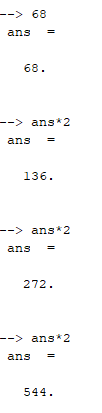 --> 68
ans  =
68.
--> ans*2
ans  =
136.
--> ans*2
ans  =
272.
--> ans*2
ans  =
544.